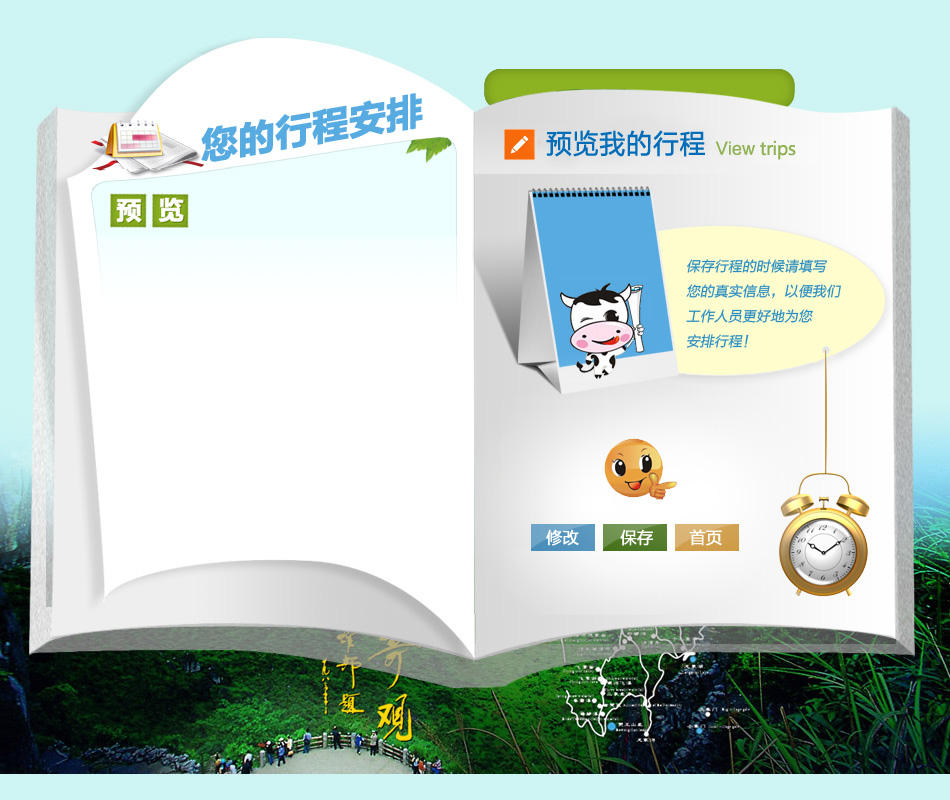 您的行程安排
预览
预览我的行程 View trips
保存行程的时候请填写
您的真实信息，以便我们
工作人员更好地为您
安排行程！
修改 保存 首页
观
题